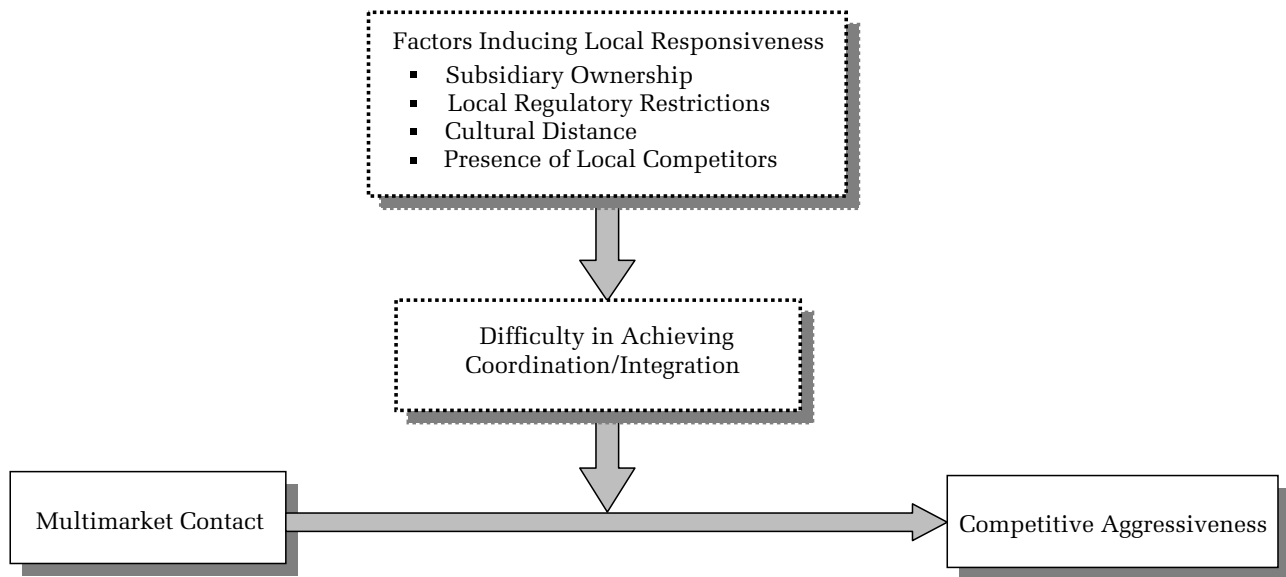 Factors Inducing Local Responsiveness
▪ Subsidiary Ownership
▪ Local Regulatory Restrictions
▪ Cultural Distance
▪ Presence of Local Competitors
Difficulty in Achieving
Coordination/Integration
Multimarket Contact
Competitive Aggressiveness